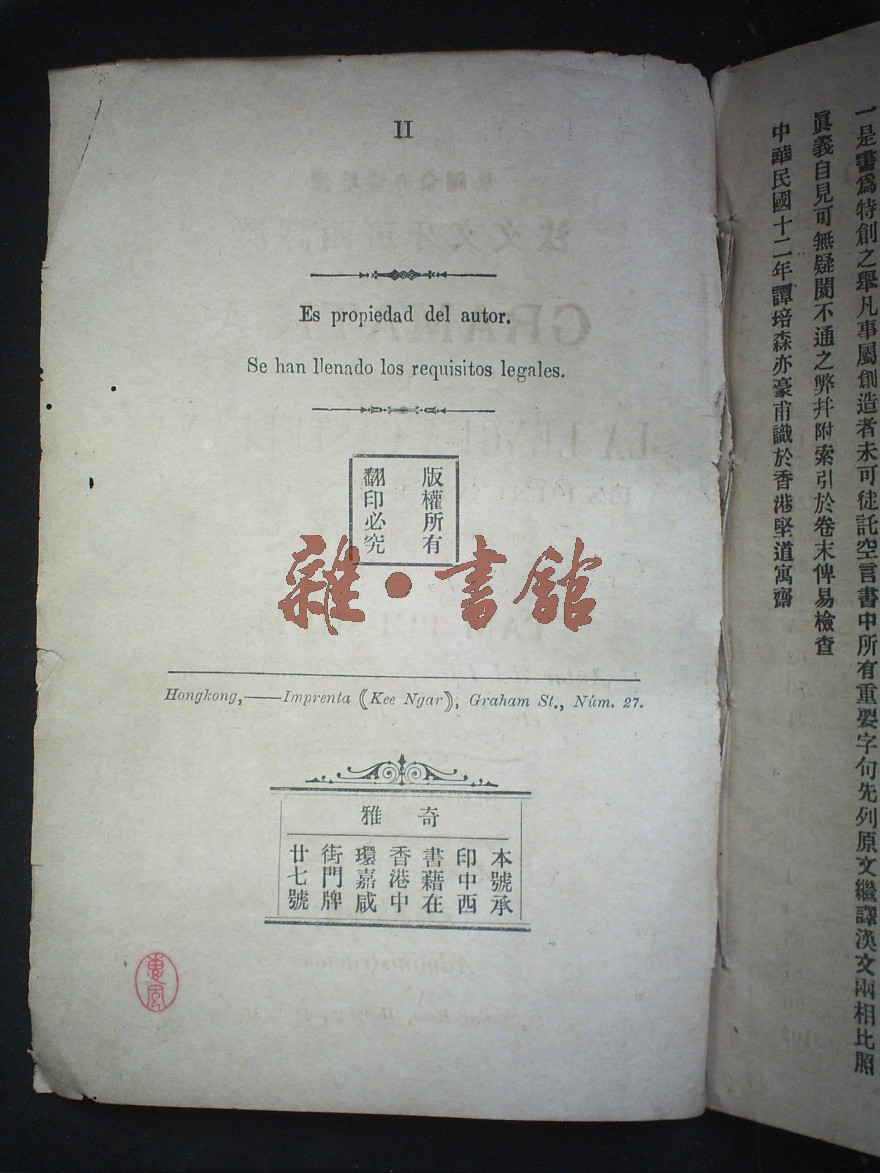 II
Es propiedad del autor.
Se han llenado los requisitos legales.
版權所有
翻印必究
雜·書館
Hongkong,——Imprenta ⟪Kee Ngar⟫, Graham St., Núm. 27.
奇雅
本號承
印中西
書藉在
香港中
環嘉咸
街門牌
廿七號
一是書爲特創之舉凡事屬創造者未可徒託空言書中所有重要字句先列原文繼譯漢文兩相比照
眞義自見可無疑閡不通之弊幷附索引於卷末俾易檢查
中華民國十二年譚培森亦豪甫識於香港堅道寓齋